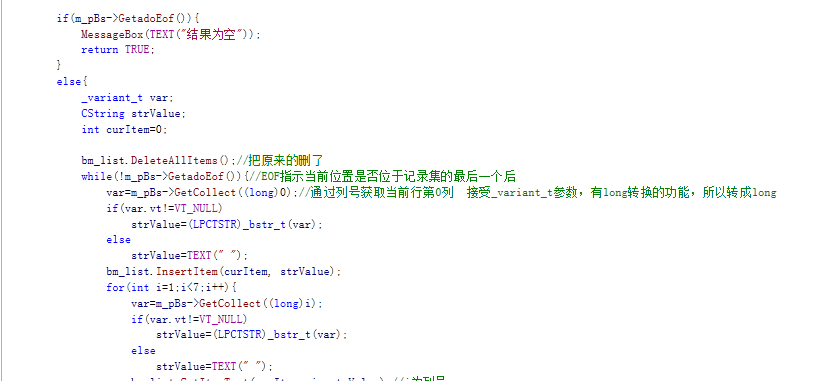 if(m_pBs->GetadoEof()){
MessageBox(TEXT("结果为空"));
return TRUE;
}
else{
_variant_t var;
CString strValue;
int curItem=0;
bm_list.DeleteAllItems();//把原来的删了
while(!m_pBs->GetadoEof()){//EOF指示当前位置是否位于记录集的最后一个后
var=m_pBs->GetCollect((long)0);//通过列号获取当前行第0列 接受_variant_t参数，有long转换的功能，所以转成long
if(var.vt!=VT_NULL)
strValue=(LPCTSTR)_bstr_t(var);
else
strValue=TEXT(" ");
bm_list.InsertItem(curItem, strValue);
for(int i=1;i<7;i++){
var=m_pBs->GetCollect((long)i);
if(var.vt!=VT_NULL)
strValue=(LPCTSTR)_bstr_t(var);
else
strValue=TEXT(" ");